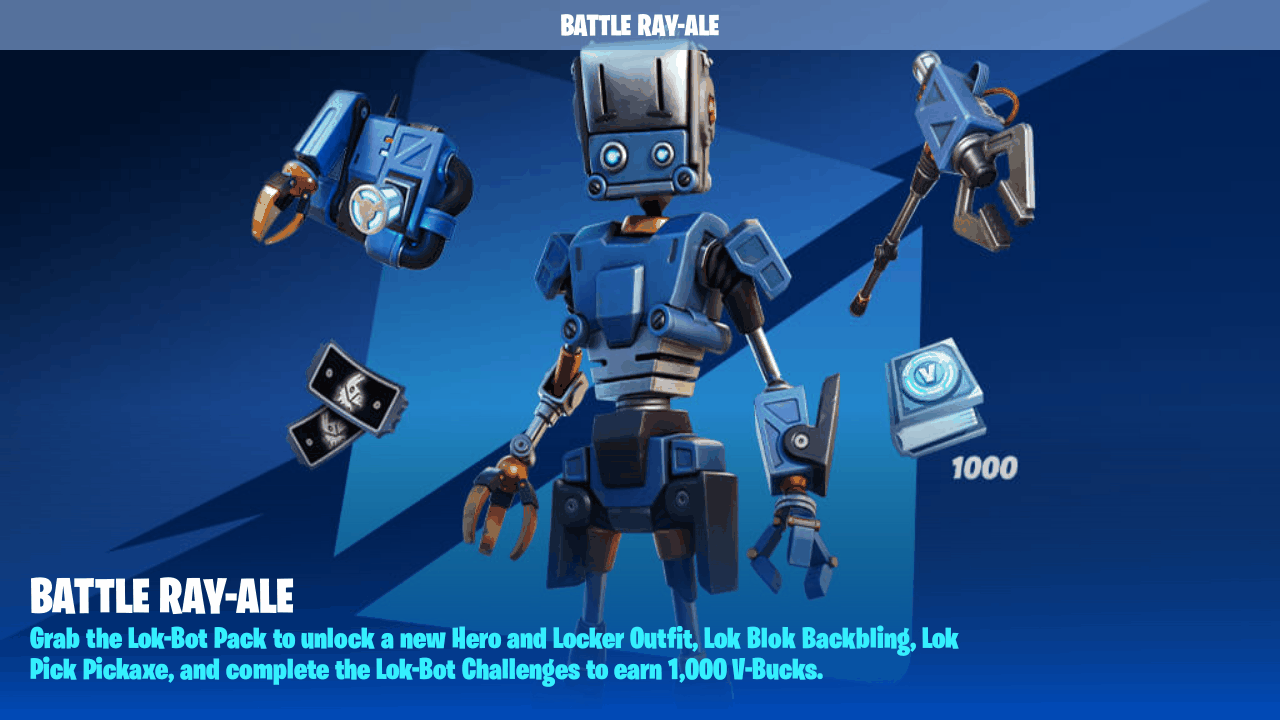 BATTLE RAY-ALE
V
1000
BATTLE RAY-ALE
Grab the Lok-Bot Pack to unlock a new Hero and Locker Outfit, Lok Blok Backbling, Lok
Pick Pickaxe, and complete the Lok-Bot Challenges to earn 1,000 V-Bucks.